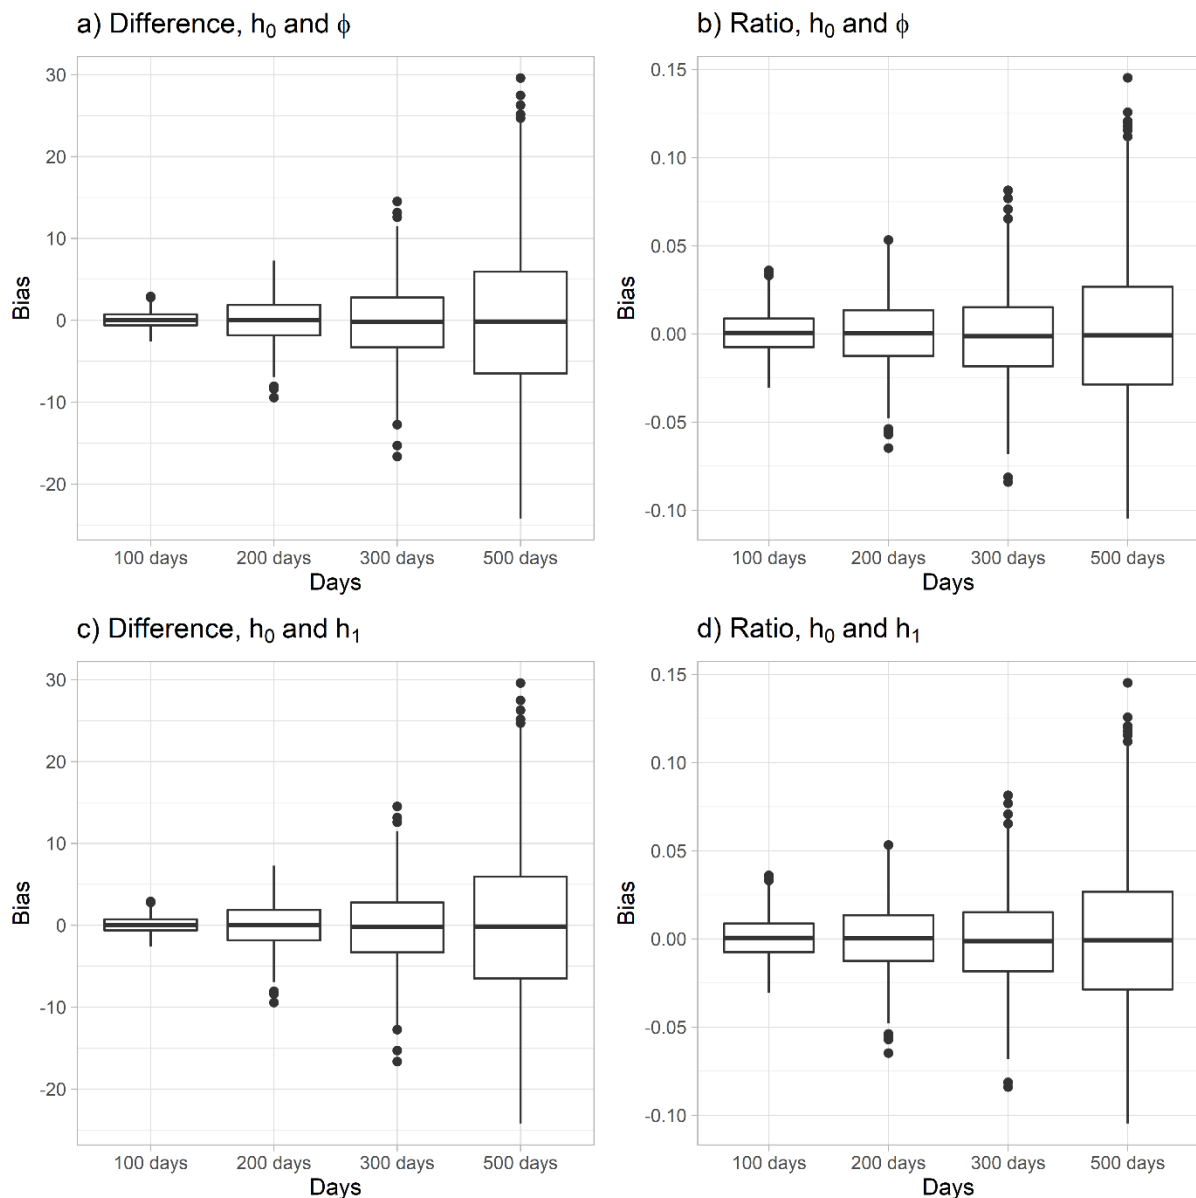 a) Difference, h₀ and ϕ
30
20
10
0
-10
-20
Bias
100 days 200 days 300 days 500 days
Days
b) Ratio, h₀ and ϕ
0.15
0.10
0.05
0.00
-0.05
-0.10
Bias
100 days 200 days 300 days 500 days
Days
c) Difference, h₀ and h₁
30
20
10
0
-10
-20
Bias
100 days 200 days 300 days 500 days
Days
d) Ratio, h₀ and h₁
0.15
0.10
0.05
0.00
-0.05
-0.10
Bias
100 days 200 days 300 days 500 days
Days